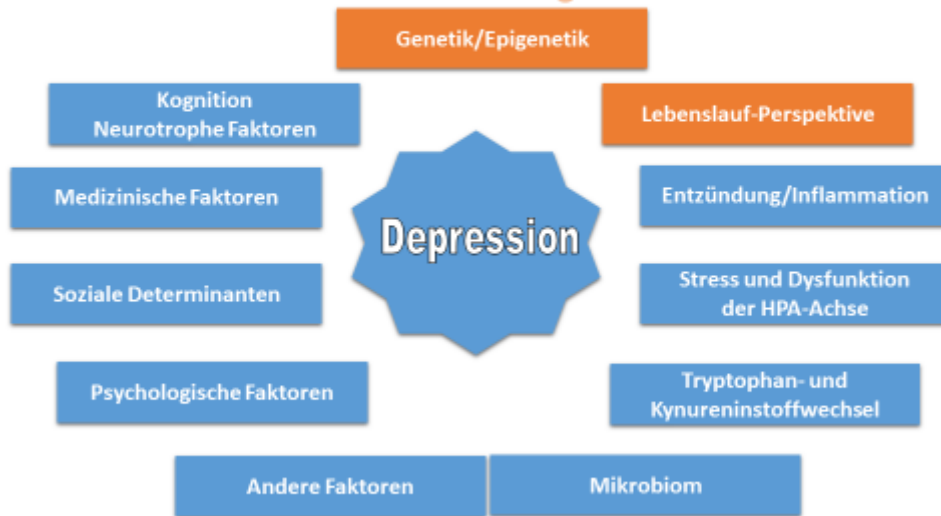 Genetik/Epigenetik
Kognition
Neurotrophe Faktoren
Lebenslauf-Perspektive
Medizinische Faktoren
Entzündung/Inflammation
Depression
Soziale Determinanten
Stress und Dysfunktion
der HPA-Achse
Psychologische Faktoren
Tryptophan- und
Kynureninstoffwechsel
Andere Faktoren
Mikrobiom